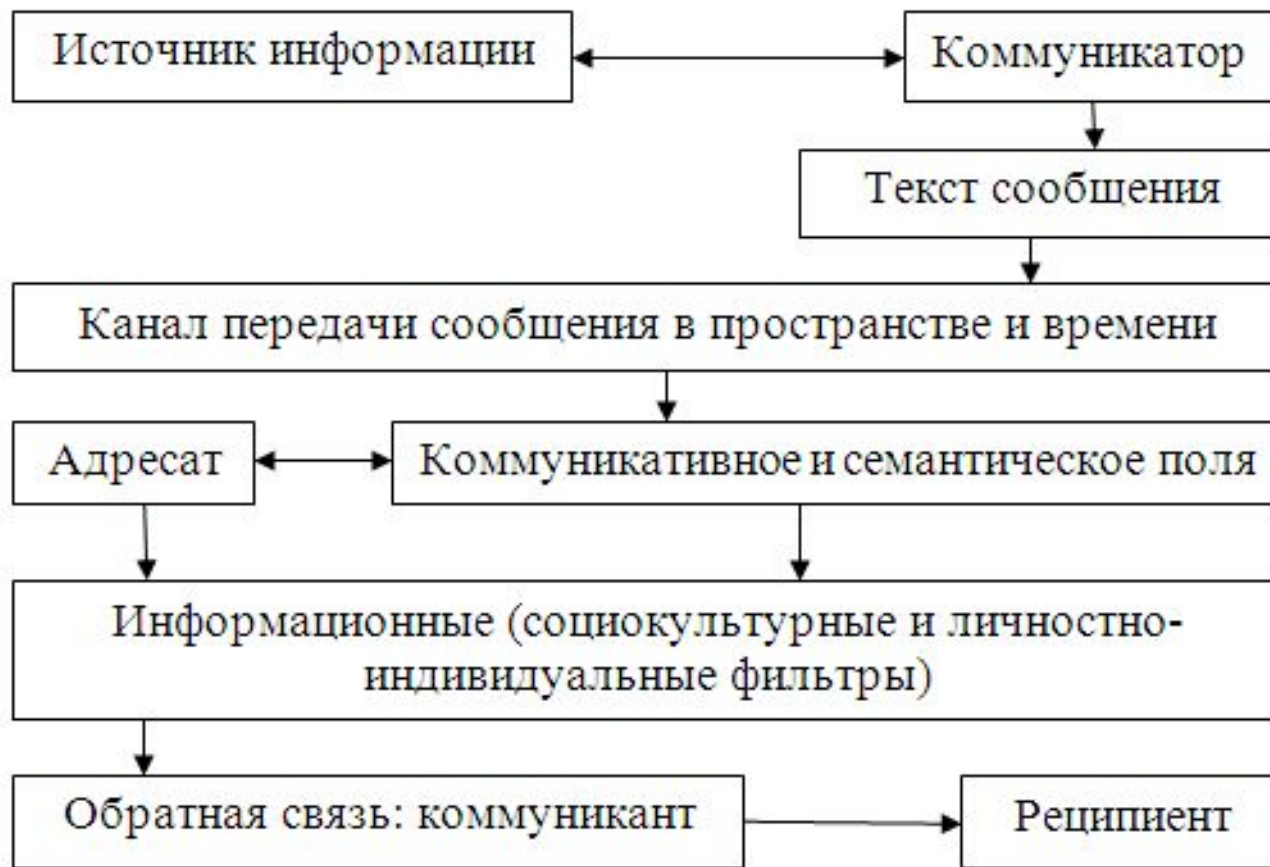 Источник информации
Коммуникатор
Текст сообщения
Канал передачи сообщения в пространстве и времени
Адресат
Коммуникативное и семантическое поля
Информационные (социокультурные и личностно-
индивидуальные фильтры)
Обратная связь: коммуникант
Реципиент